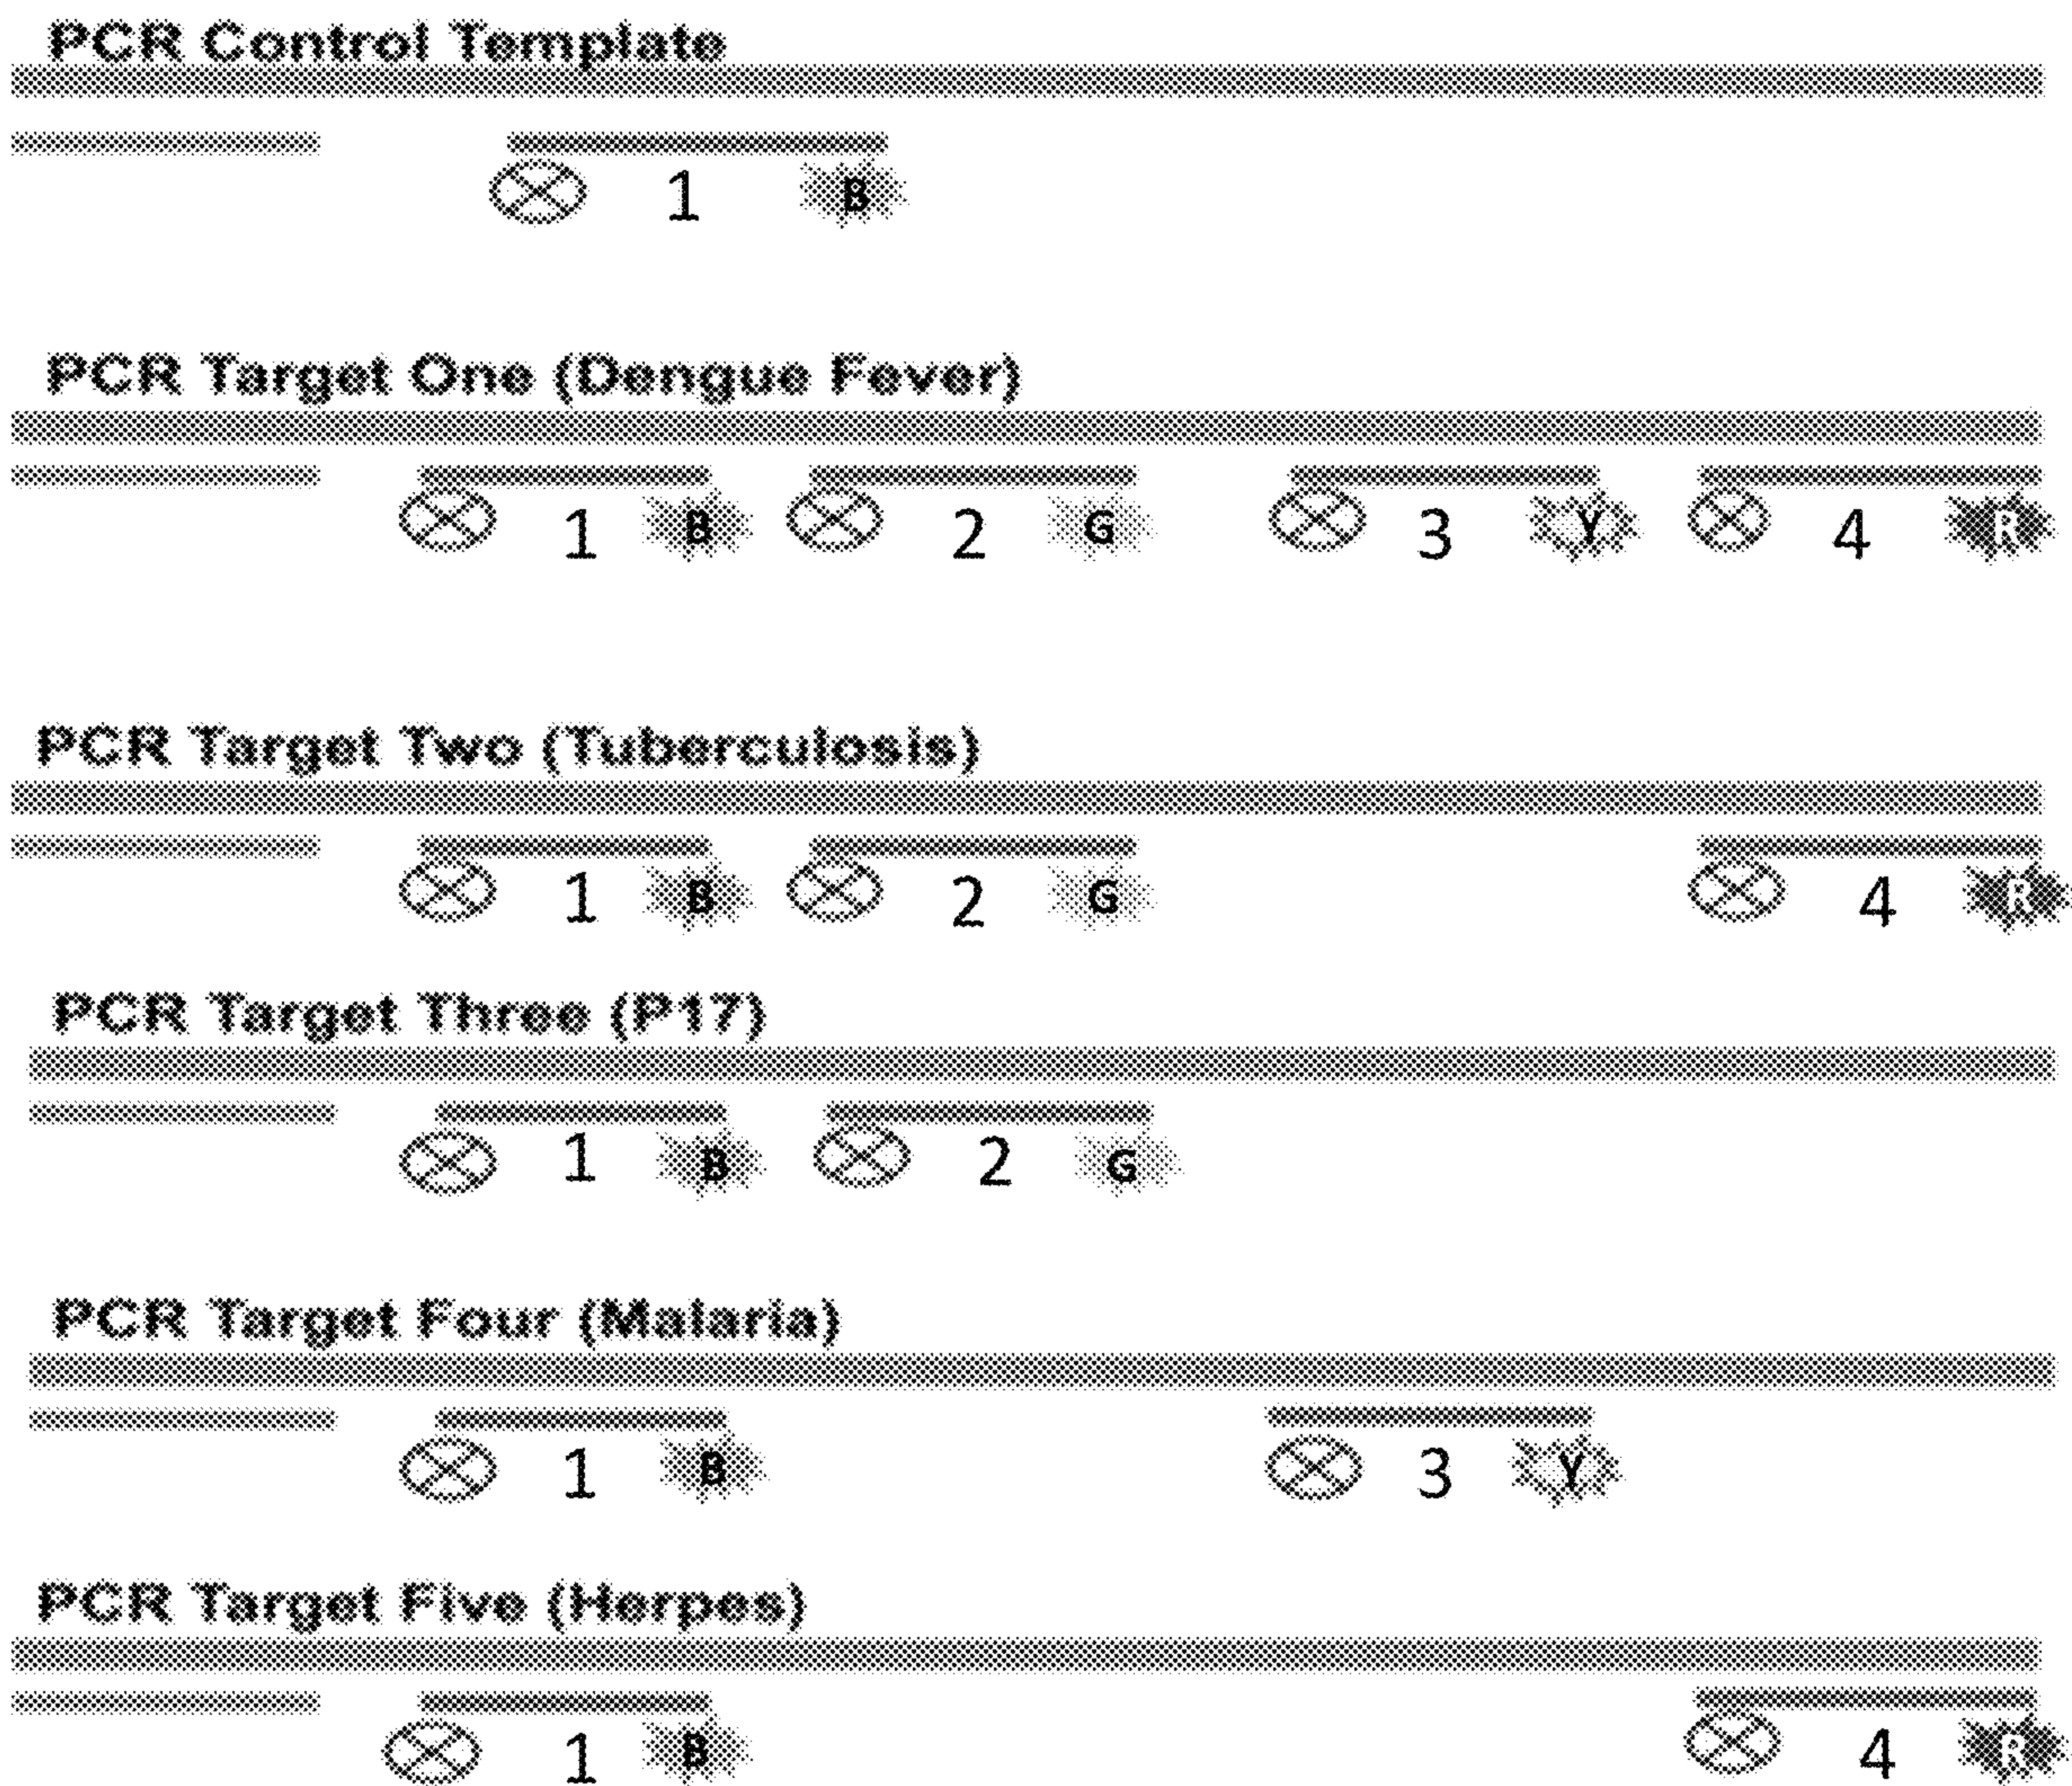 PCR Control Template
1 B
PCR Target One (Dengue Fever)
1 B 2 G 3 Y 4 R
PCR Target Two (Tuberculosis)
1 B 2 G 4 R
PCR Target Three (P17)
1 B 2 G
PCR Target Four (Malaria)
1 B 3 Y
PCR Target Five (Herpes)
1 B 4 R